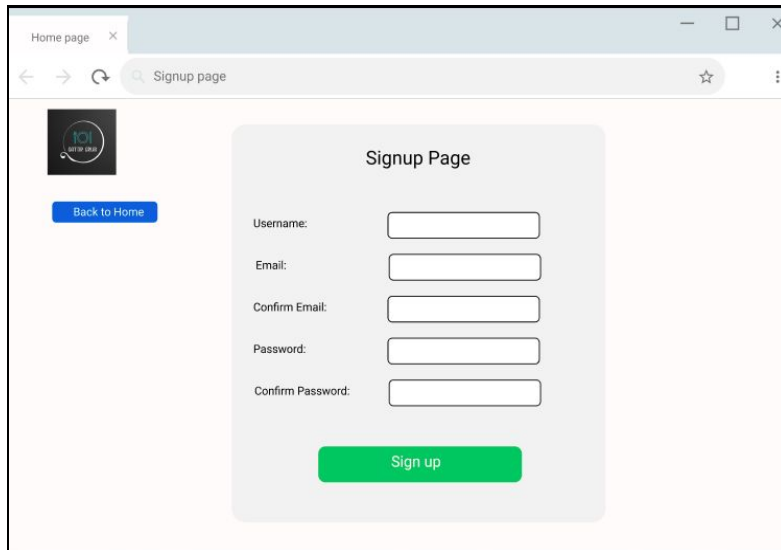 Home page
Signup page
Back to Home
Signup Page
Username:
Email:
Confirm Email:
Password:
Confirm Password:
Sign up